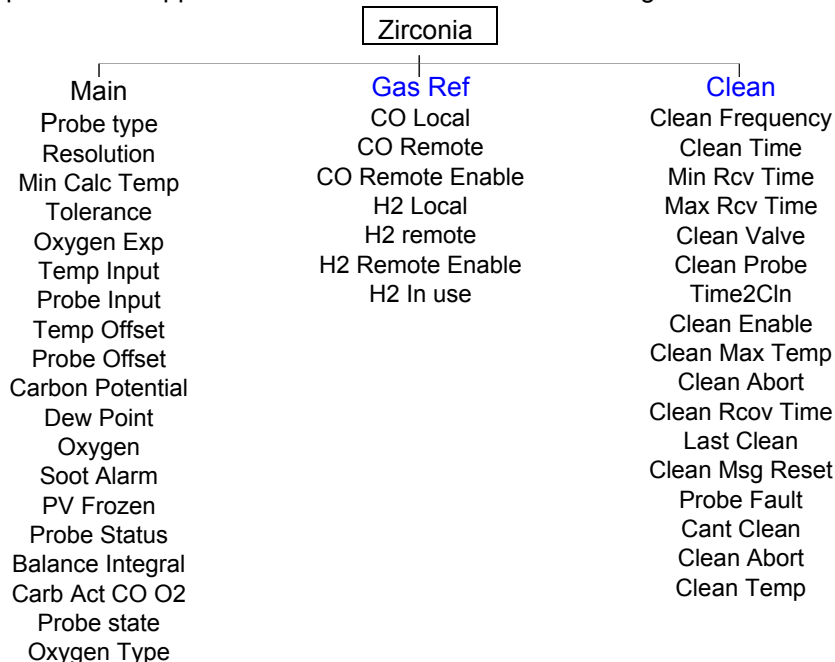 Zirconia
Main
Probe type
Resolution
Min Calc Temp
Tolerance
Oxygen Exp
Temp Input
Probe Input
Temp Offset
Probe Offset
Carbon Potential
Dew Point
Oxygen
Soot Alarm
PV Frozen
Probe Status
Balance Integral
Carb Act CO O2
Probe state
Oxygen Type
Gas Ref
CO Local
CO Remote
CO Remote Enable
H2 Local
H2 remote
H2 Remote Enable
H2 In use
Clean
Clean Frequency
Clean Time
Min Rcv Time
Max Rcv Time
Clean Valve
Clean Probe
Time2Cln
Clean Enable
Clean Max Temp
Clean Abort
Clean Rcov Time
Last Clean
Clean Msg Reset
Probe Fault
Cant Clean
Clean Abort
Clean Temp